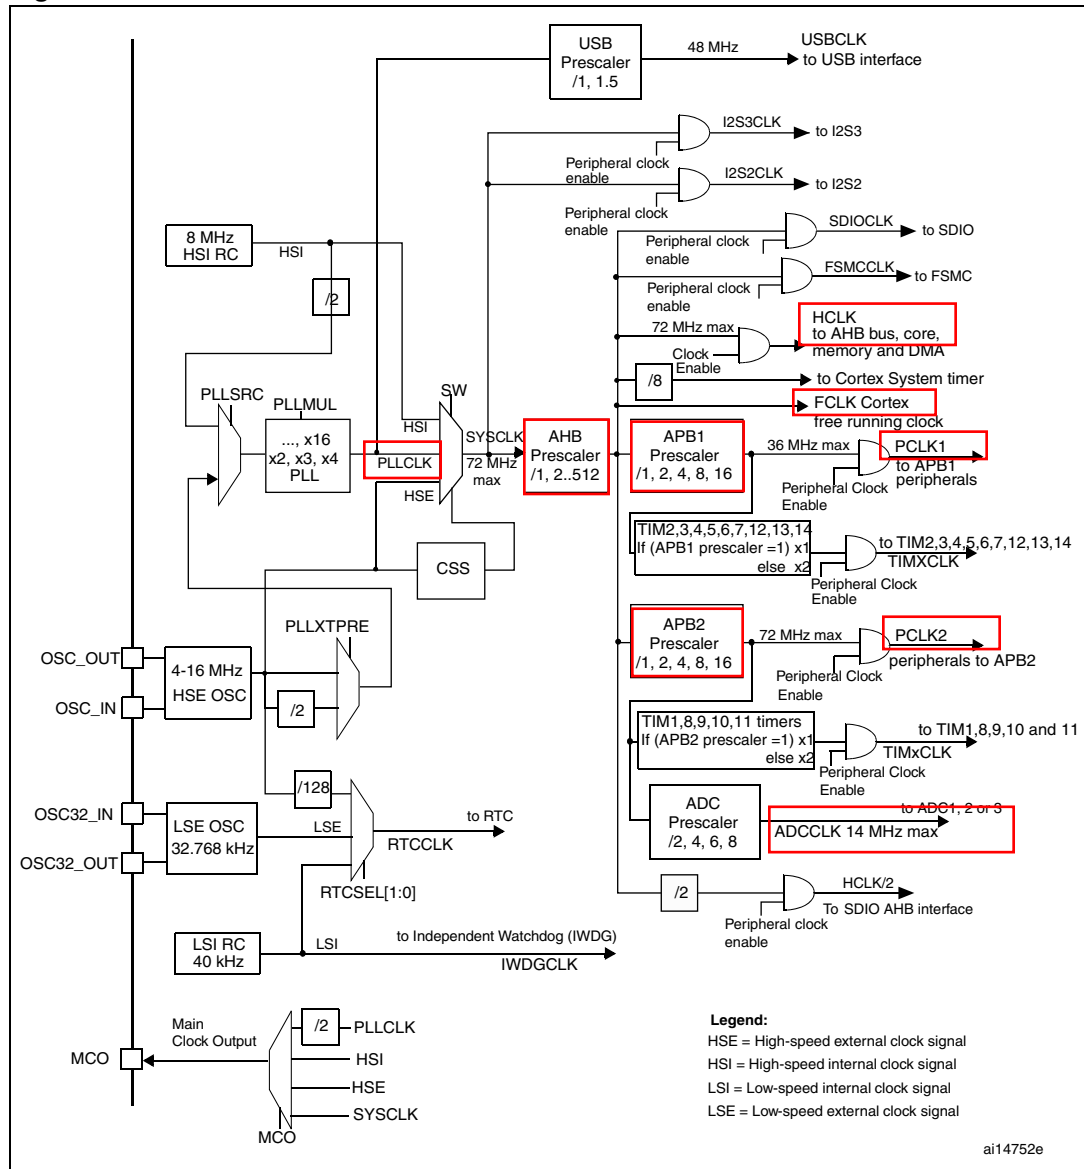 USB
Prescaler
/1, 1.5
48 MHz
USBCLK
to USB interface
I2S3CLK
to I2S3
Peripheral clock
enable
I2S2CLK
to I2S2
Peripheral clock
enable
SDIOCLK
to SDIO
Peripheral clock
enable
FSMCCLK
to FSMC
Peripheral clock
enable
8 MHz
HSI RC
HSI
/2
72 MHz max
Clock
Enable
HCLK
to AHB bus, core,
memory and DMA
/8
to Cortex System timer
FCLK Cortex
free running clock
PLLSRC
PLLMUL
..., x16
x2, x3, x4
PLL
SW
HSI
PLLCLK
HSE
SYSCLK
72 MHz
max
AHB
Prescaler
/1, 2..512
APB1
Prescaler
/1, 2, 4, 8, 16
36 MHz max
PCLK1
to APB1
peripherals
Peripheral Clock
Enable
TIM2,3,4,5,6,7,12,13,14
If (APB1 prescaler =1) x1
else x2
to TIM2,3,4,5,6,7,12,13,14
TIMXCLK
Peripheral Clock
Enable
CSS
PLLXTPRE
OSC_OUT
OSC_IN
4-16 MHz
HSE OSC
/2
APB2
Prescaler
/1, 2, 4, 8, 16
72 MHz max
PCLK2
peripherals to APB2
Peripheral Clock
Enable
TIM1,8,9,10,11 timers
If (APB2 prescaler =1) x1
else x2
to TIM1,8,9,10 and 11
TIMxCLK
Peripheral Clock
Enable
/128
OSC32_IN
OSC32_OUT
LSE OSC
32.768 kHz
LSE
to RTC
RTCCLK
RTCSEL[1:0]
ADC
Prescaler
/2, 4, 6, 8
to ADC1, 2 or 3
ADCCLK 14 MHz max
/2
HCLK/2
To SDIO AHB interface
Peripheral clock
enable
LSI RC
40 kHz
LSI
to Independent Watchdog (IWDG)
IWDGCLK
MCO
Main
Clock Output
/2
PLLCLK
HSI
HSE
SYSCLK
MCO
Legend:
HSE = High-speed external clock signal
HSI = High-speed internal clock signal
LSI = Low-speed internal clock signal
LSE = Low-speed external clock signal
ai14752e